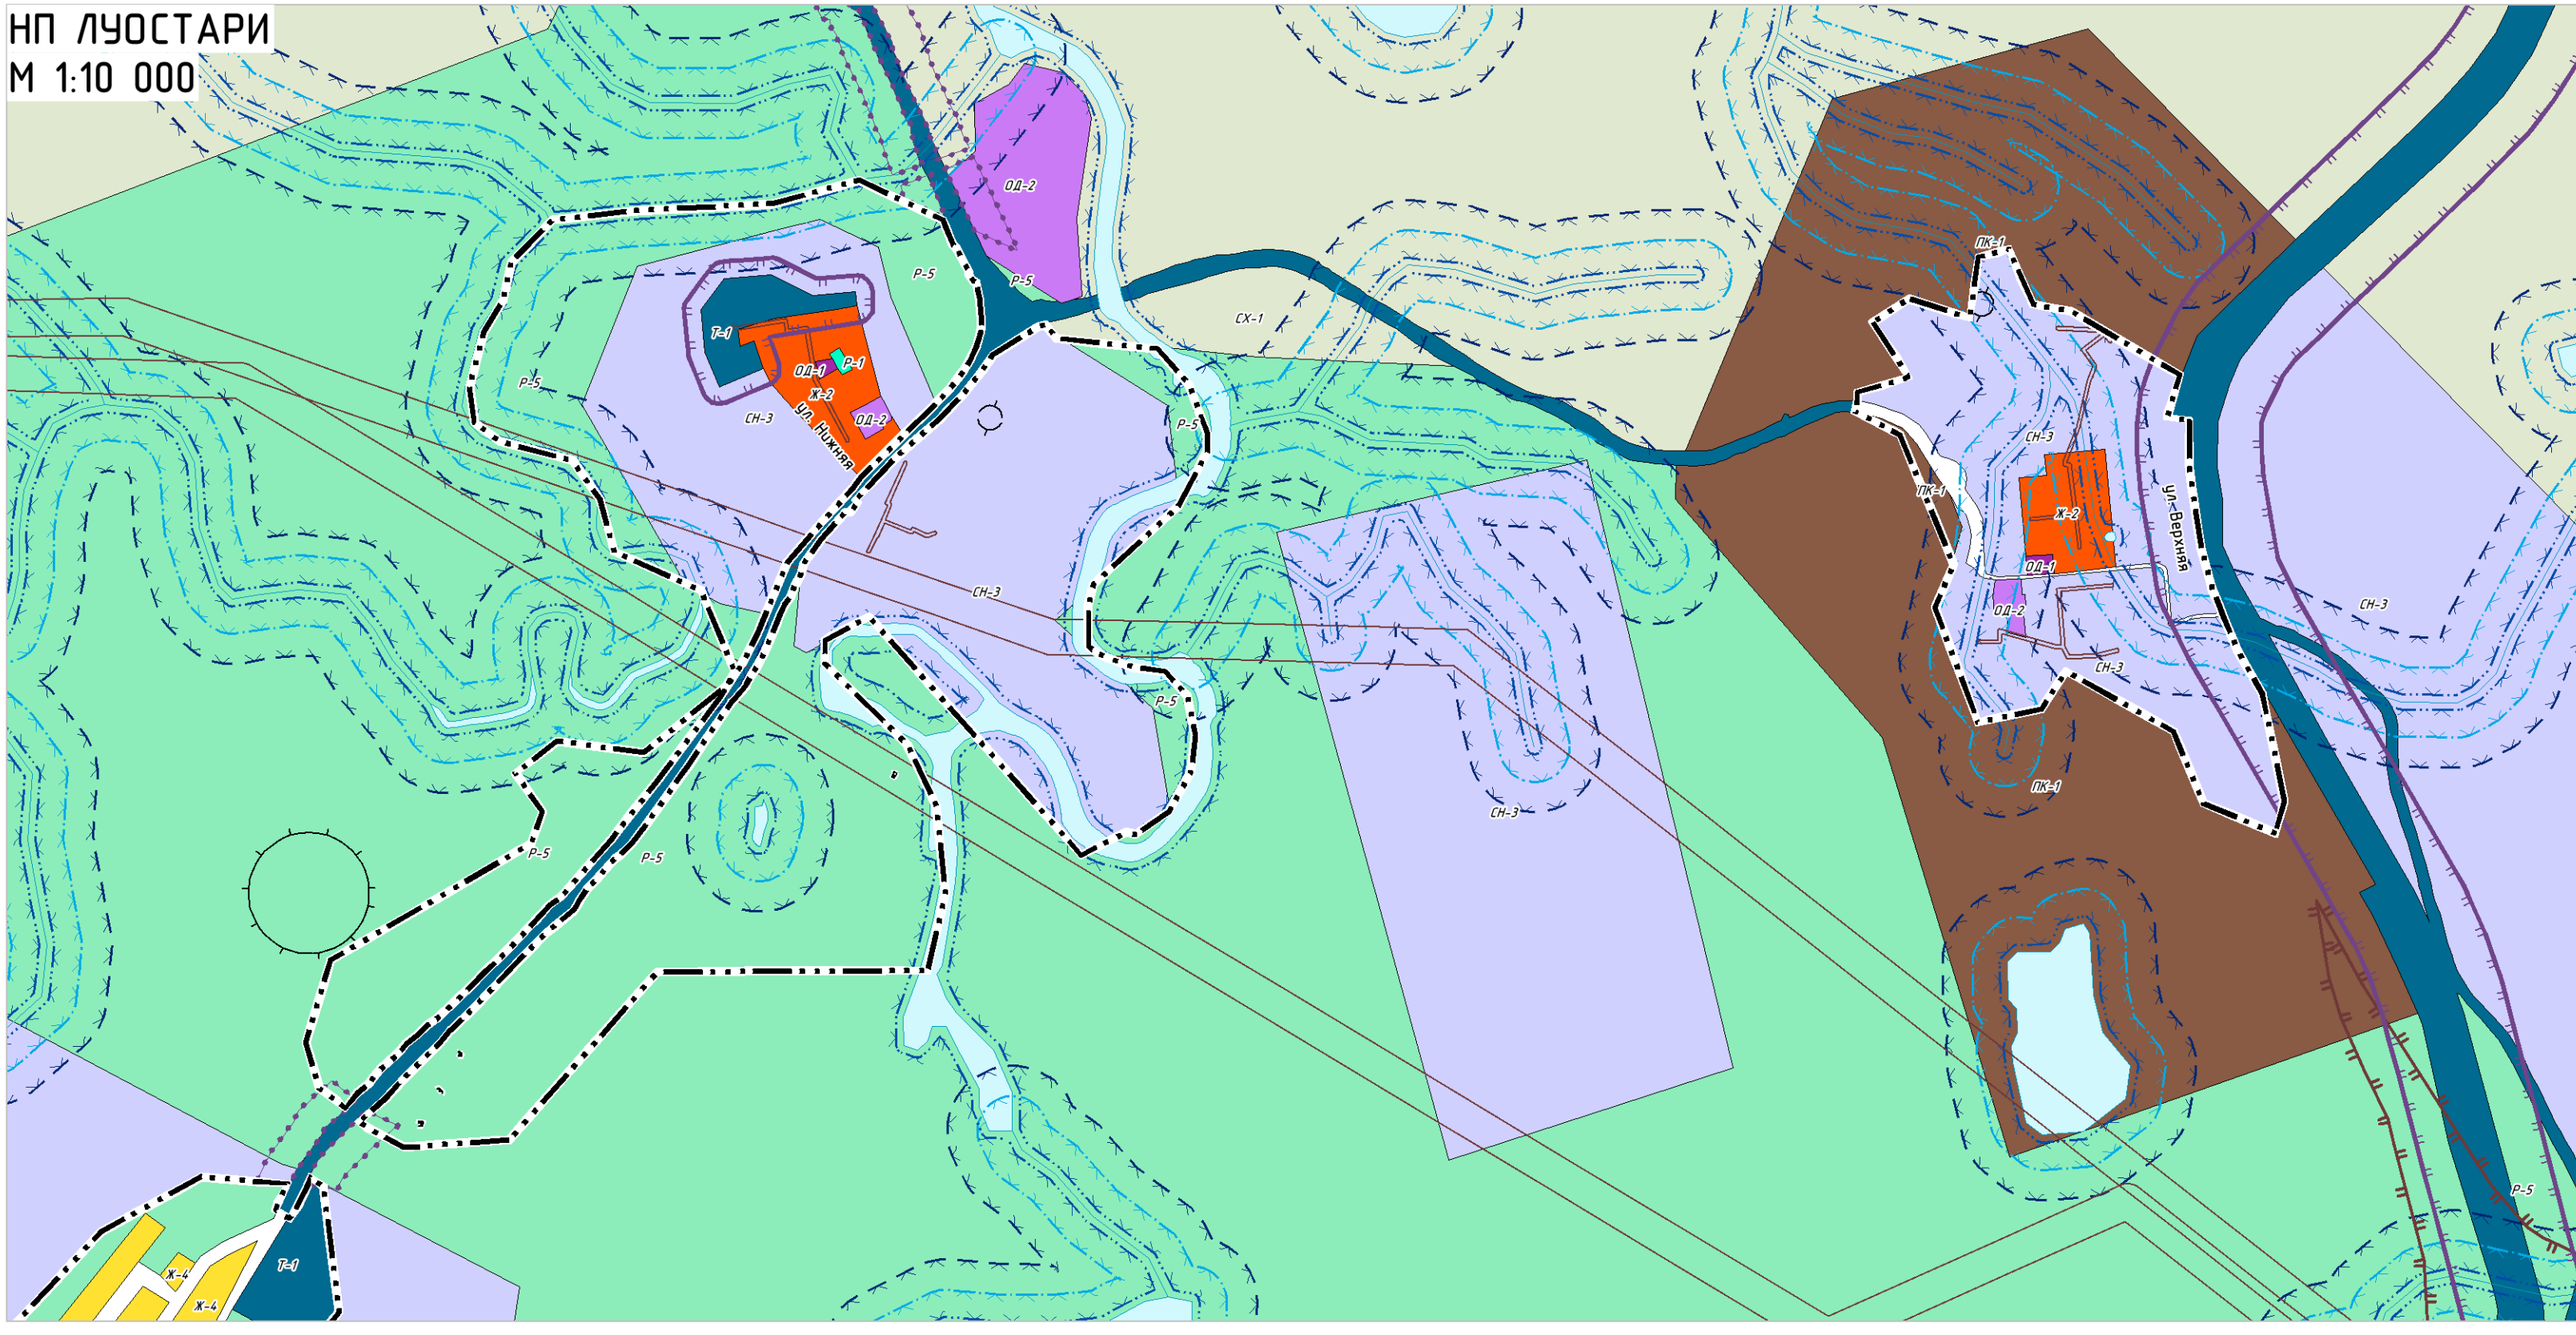 НП ЛУОСТАРИ
М 1:10 000
ОД-2
ПК-1
Р-5
Р-5
СХ-1
Т-1
ОД-1
Р-1
Р-5
Ж-2
СН-3
ОД-2
Р-5
ул. Нижняя
СН-3
ПК-1
ул. Верхняя
Ж-2
ОД-1
СН-3
ОД-2
СН-3
СН-3
Р-5
ПК-1
СН-3
Р-5
Р-5
Р-5
Т-1
Ж-4
Ж-4